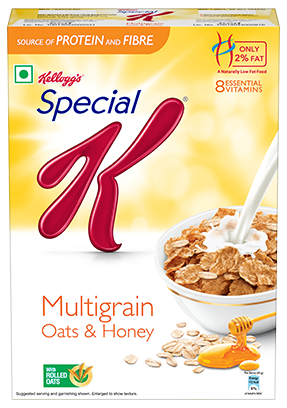 SOURCE OF PROTEIN AND FIBRE
ONLY
2% FAT
A Naturally Low Fat Food
8 ESSENTIAL
VITAMINS
Kellogg's
Special
®
K
Multigrain
Oats & Honey
With
ROLLED
OATS
Suggested serving and garnishing shown. Enlarged to show texture.